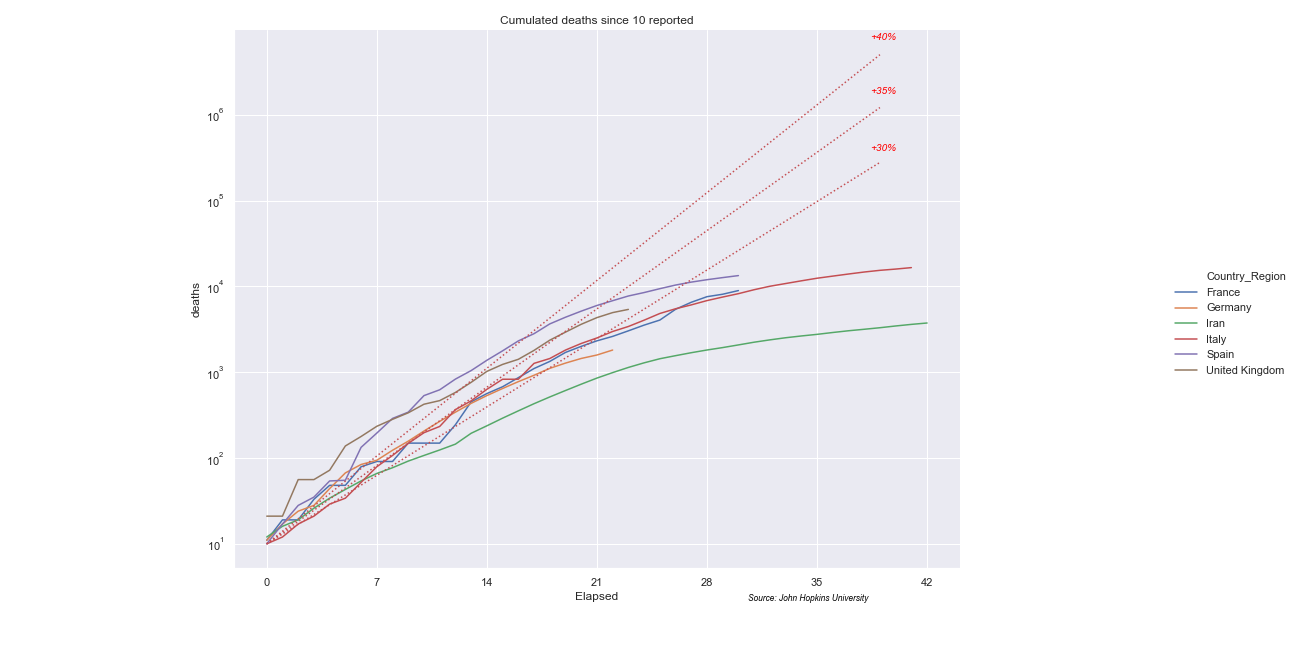 Cumulated deaths since 10 reported
+40%
+35%
+30%
10^6
10^5
10^4
10^3
10^2
10^1
deaths
0 7 14 21 28 35 42
Elapsed
Source: John Hopkins University
Country_Region
France
Germany
Iran
Italy
Spain
United Kingdom